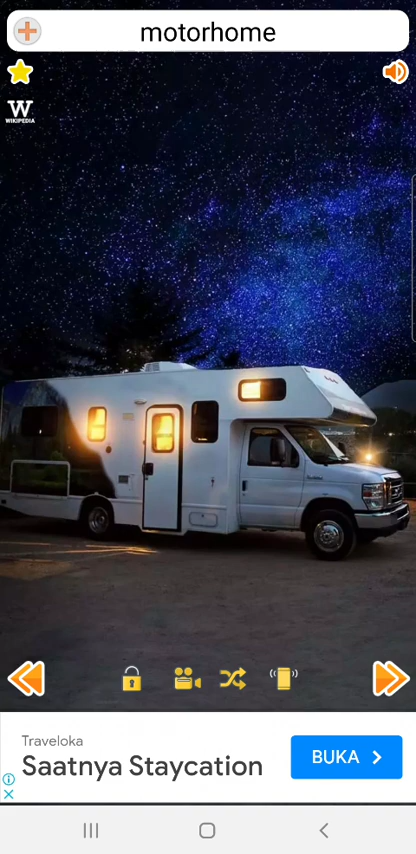 motorhome
W
WIKIPEDIA
Traveloka
Saatnya Staycation
BUKA